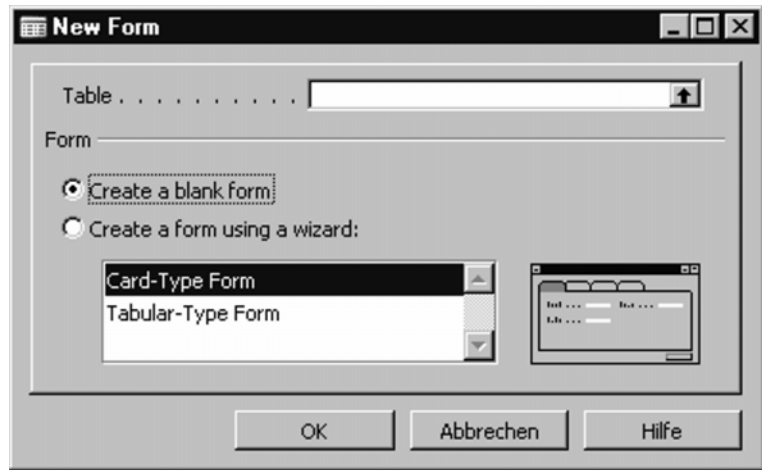 New Form
Table . . . . . . . . . .
Form
Create a blank form
Create a form using a wizard:
Card-Type Form
Tabular-Type Form
OK Abbrechen Hilfe